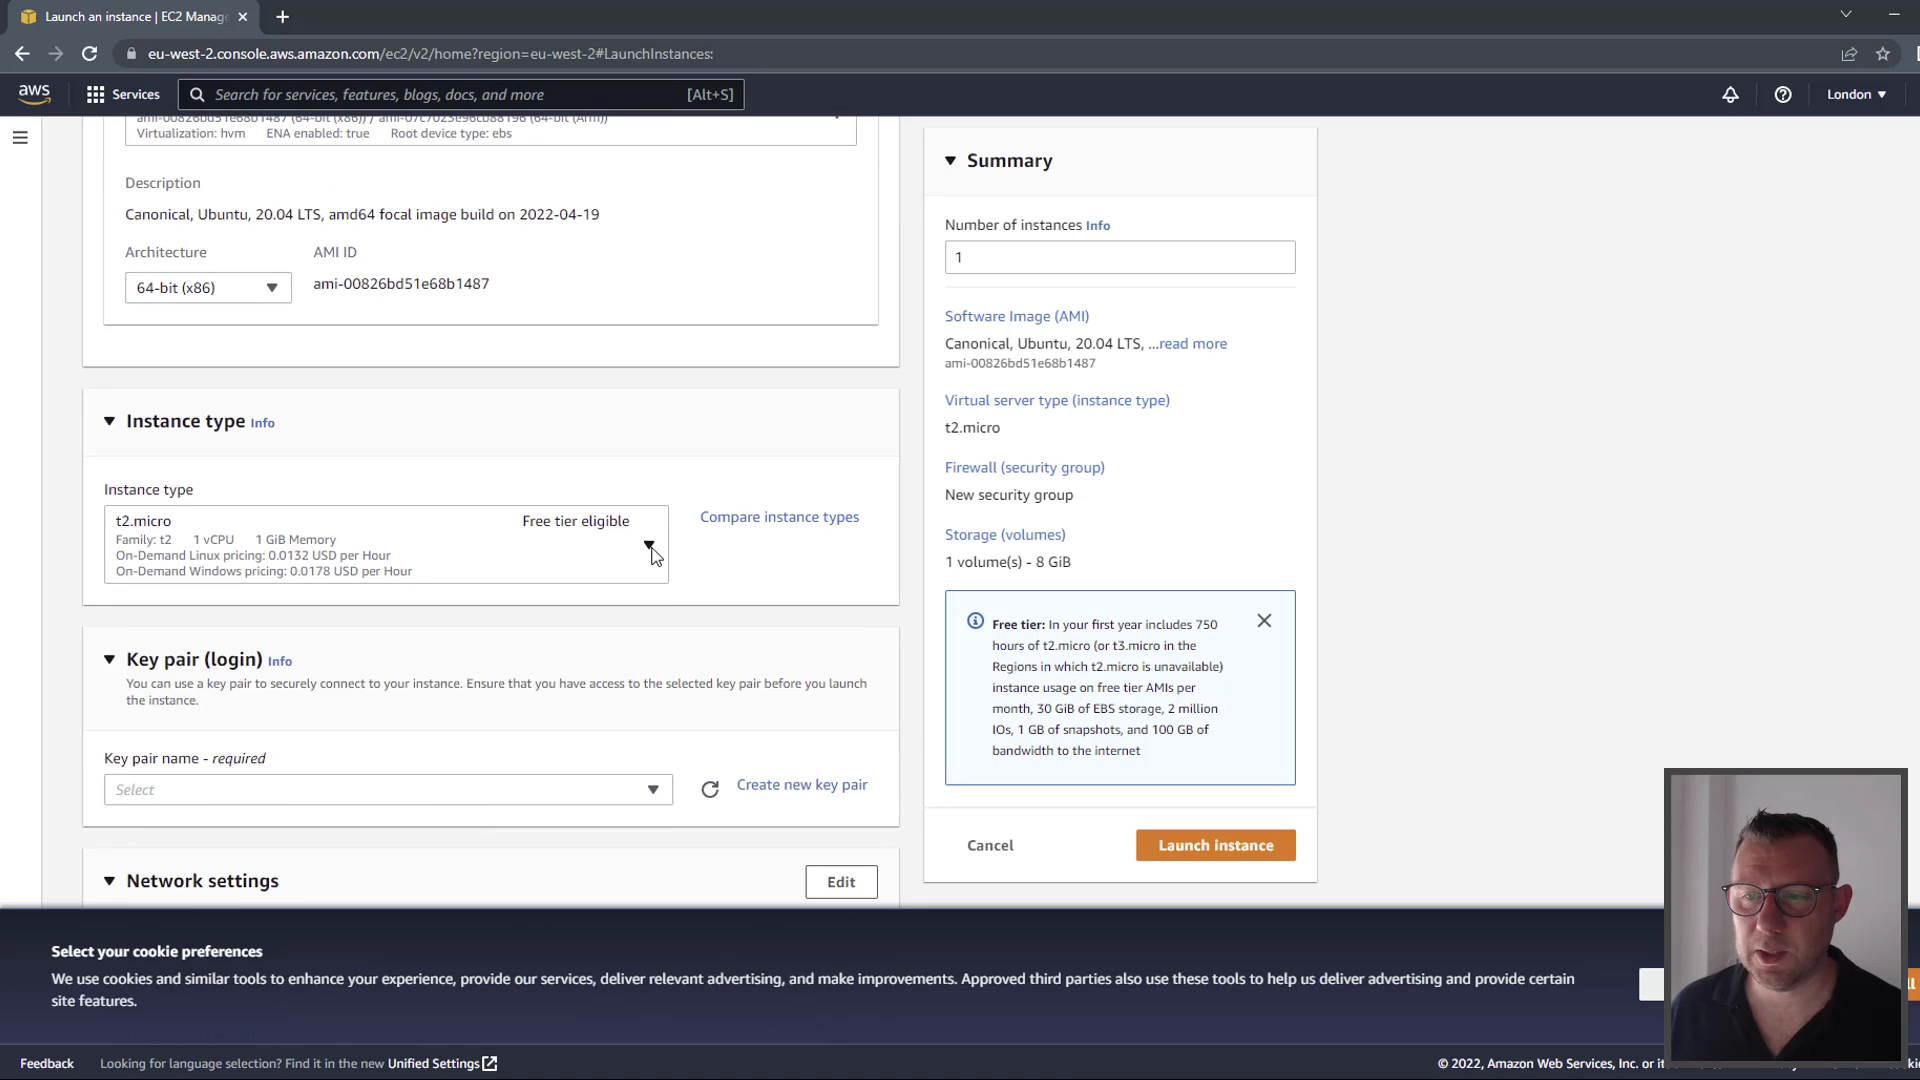 Launch an instance | EC2 Manag
eu-west-2.console.aws.amazon.com/ec2/v2/home?region=eu-west-2#LaunchInstances:
aws
Services
Search for services, features, blogs, docs, and more
[Alt+S]
London
ami-00826bd51e68b1487 (64-bit (x86)) / ami-07c7023e96cb88196 (64-bit (Arm))
Virtualization: hvm ENA enabled: true Root device type: ebs
Description
Canonical, Ubuntu, 20.04 LTS, amd64 focal image build on 2022-04-19
Architecture
AMI ID
64-bit (x86)
ami-00826bd51e68b1487
Instance type Info
Instance type
t2.micro
Free tier eligible
Family: t2 1 vCPU 1 GiB Memory
On-Demand Linux pricing: 0.0132 USD per Hour
On-Demand Windows pricing: 0.0178 USD per Hour
Compare instance types
Key pair (login) Info
You can use a key pair to securely connect to your instance. Ensure that you have access to the selected key pair before you launch
the instance.
Key pair name - required
Select
Create new key pair
Network settings
Edit
Summary
Number of instances Info
1
Software Image (AMI)
Canonical, Ubuntu, 20.04 LTS, ...read more
ami-00826bd51e68b1487
Virtual server type (instance type)
t2.micro
Firewall (security group)
New security group
Storage (volumes)
1 volume(s) - 8 GiB
Free tier: In your first year includes 750
hours of t2.micro (or t3.micro in the
Regions in which t2.micro is unavailable)
instance usage on free tier AMIs per
month, 30 GiB of EBS storage, 2 million
IOs, 1 GB of snapshots, and 100 GB of
bandwidth to the internet
Cancel
Launch instance
Select your cookie preferences
We use cookies and similar tools to enhance your experience, provide our services, deliver relevant advertising, and make improvements. Approved third parties also use these tools to help us deliver advertising and provide certain
site features.
Feedback
Looking for language selection? Find it in the new Unified Settings
© 2022, Amazon Web Services, Inc. or it